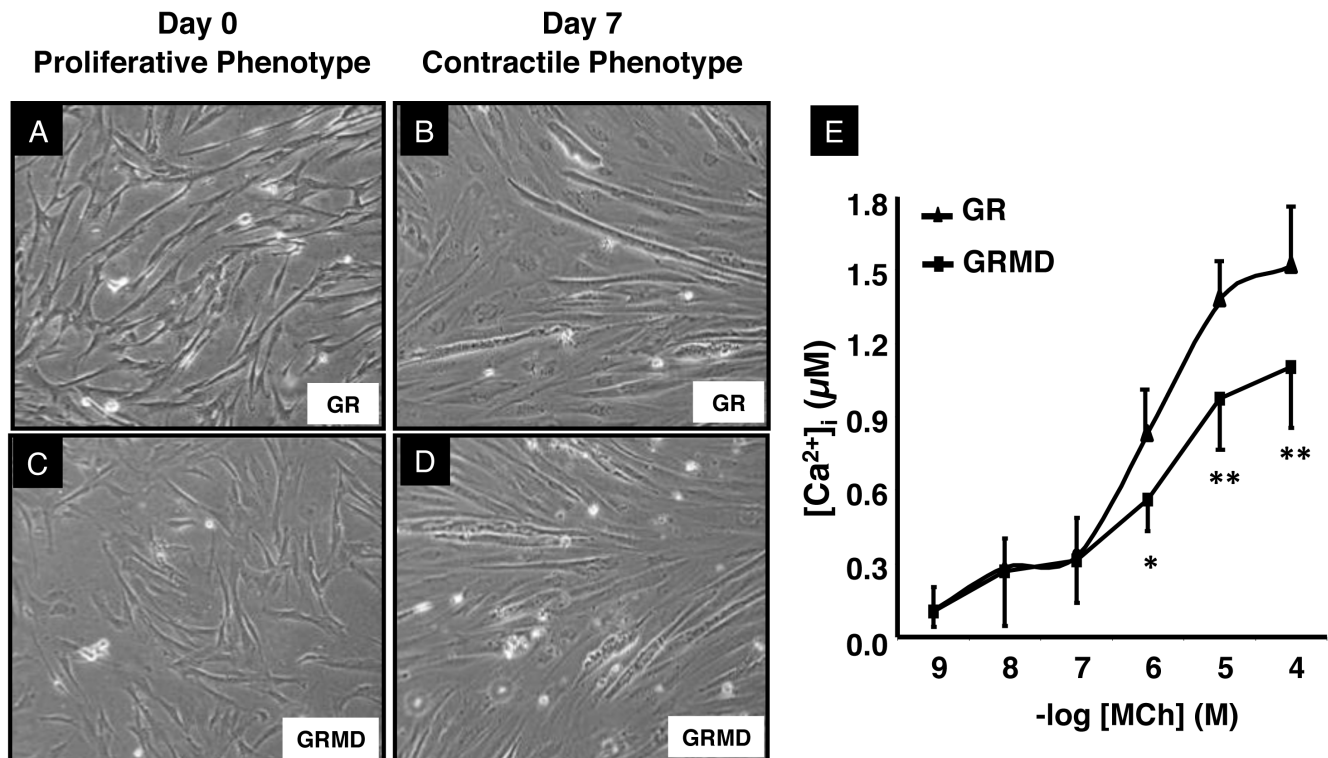 Day 0
Proliferative Phenotype
Day 7
Contractile Phenotype
A
GR
B
GR
C
GRMD
D
GRMD
E
GR
GRMD
[Ca²⁺]ᵢ (µM)
1.8
1.5
1.2
0.9
0.6
0.3
0.0
*
**
**
9 8 7 6 5 4
-log [MCh] (M)